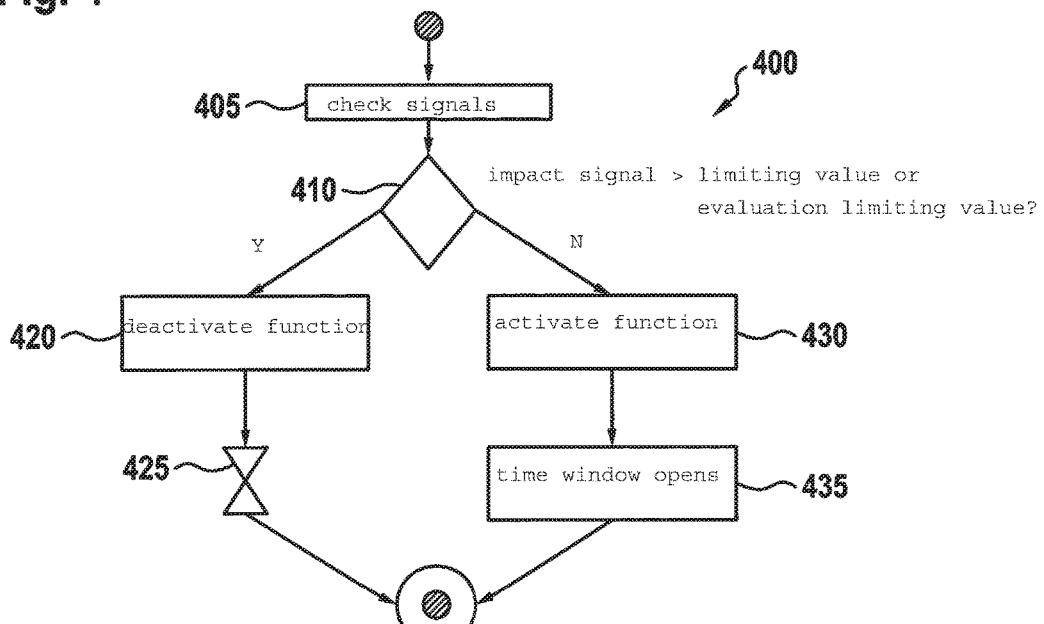 400
405
check signals
410
impact signal > limiting value or
evaluation limiting value?
Y
N
420
deactivate function
activate function
430
425
time window opens
435